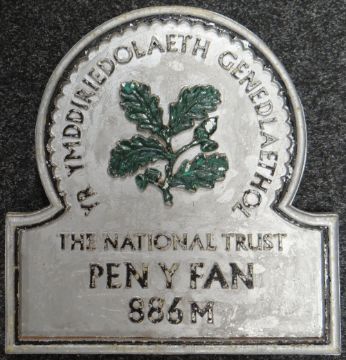 YR YMDDIRIEDOLAETH GENEDLAETHOL
THE NATIONAL TRUST
PEN Y FAN
886M